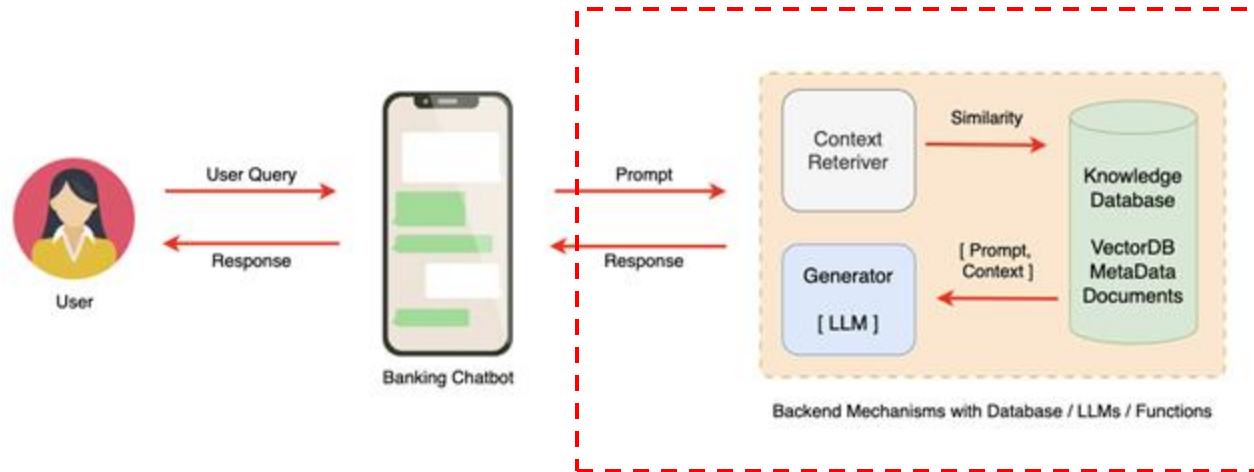 User Query
Response
User
Banking Chatbot
Prompt
Response
Context
Reteriver
Similarity
Knowledge
Database
VectorDB
MetaData
Documents
[ Prompt,
Context ]
Generator
[ LLM ]
Backend Mechanisms with Database / LLMs / Functions